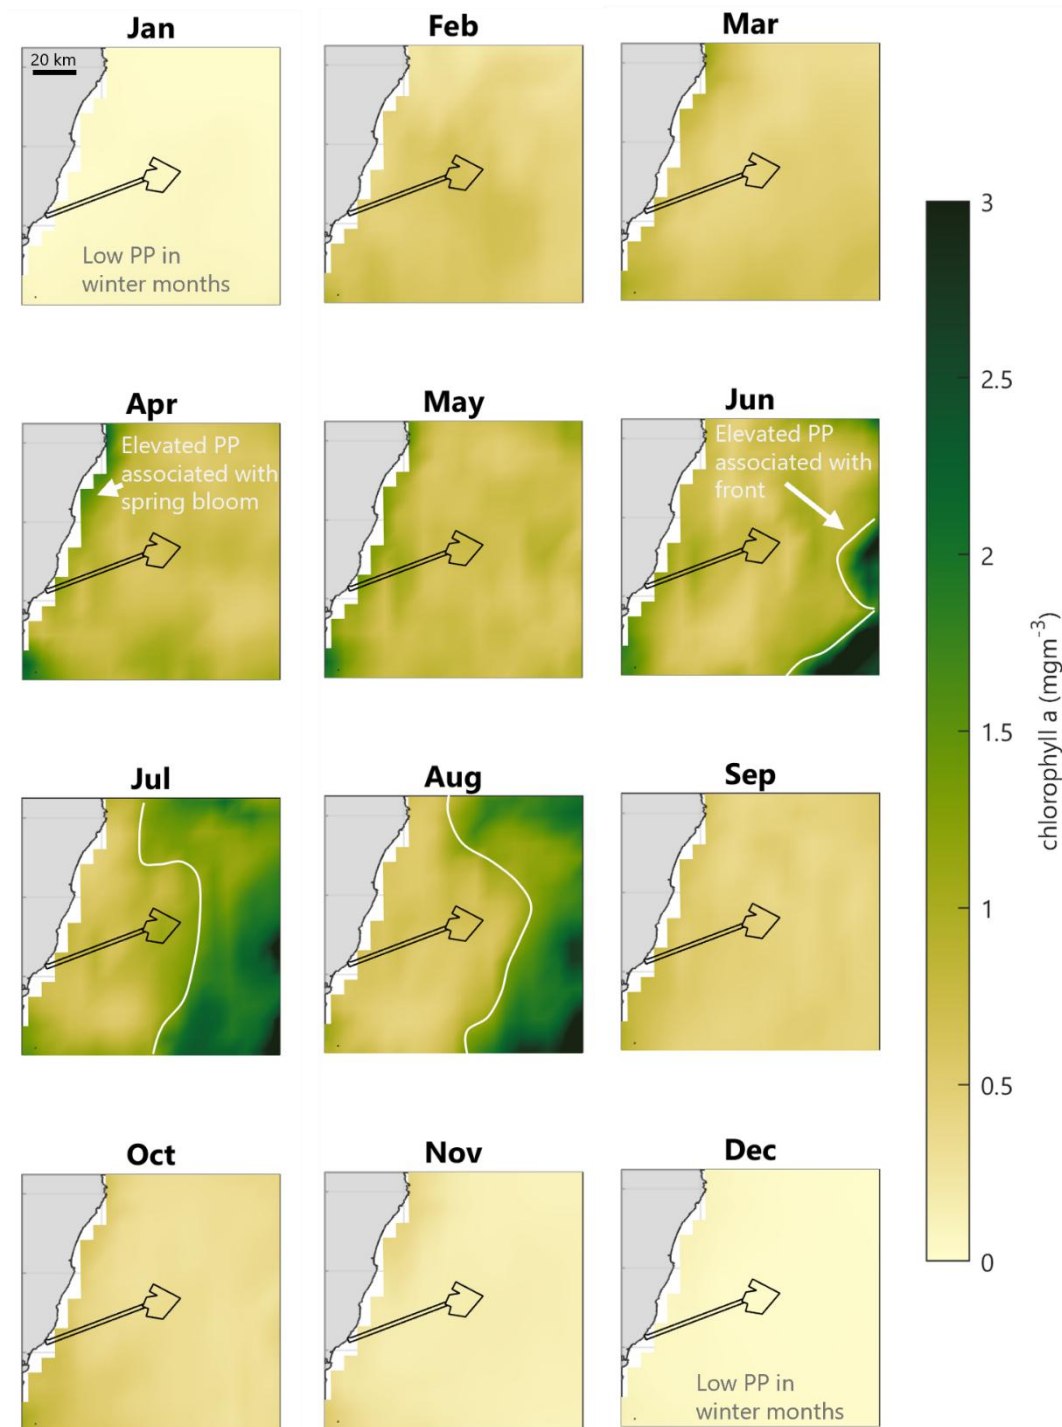 Jan
Feb
Mar
20 km
Low PP in
winter months
Apr
May
Jun
Elevated PP
associated with
spring bloom
Elevated PP
associated with
front
Jul
Aug
Sep
Oct
Nov
Dec
Low PP in
winter months
3
2.5
2
1.5
1
0.5
0
chlorophyll a (mgm⁻³)